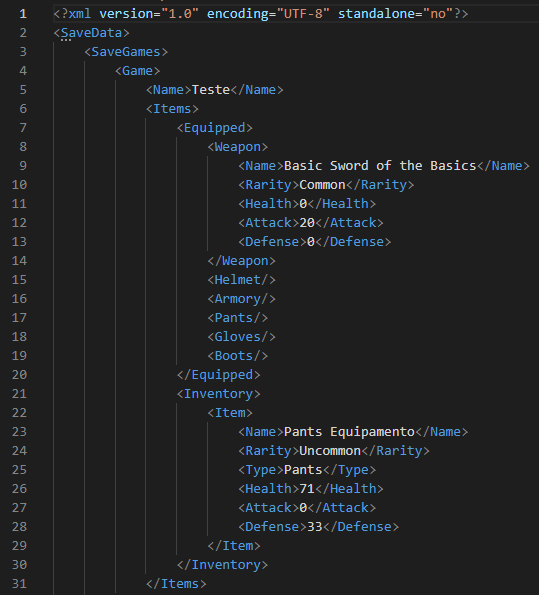 1 <?xml version="1.0" encoding="UTF-8" standalone="no"?>
2 <SaveData>
3 <SaveGames>
4 <Game>
5 <Name>Teste</Name>
6 <Items>
7 <Equipped>
8 <Weapon>
9 <Name>Basic Sword of the Basics</Name>
10 <Rarity>Common</Rarity>
11 <Health>0</Health>
12 <Attack>20</Attack>
13 <Defense>0</Defense>
14 </Weapon>
15 <Helmet/>
16 <Armory/>
17 <Pants/>
18 <Gloves/>
19 <Boots/>
20 </Equipped>
21 <Inventory>
22 <Item>
23 <Name>Pants Equipamento</Name>
24 <Rarity>Uncommon</Rarity>
25 <Type>Pants</Type>
26 <Health>71</Health>
27 <Attack>0</Attack>
28 <Defense>33</Defense>
29 </Item>
30 </Inventory>
31 </Items>